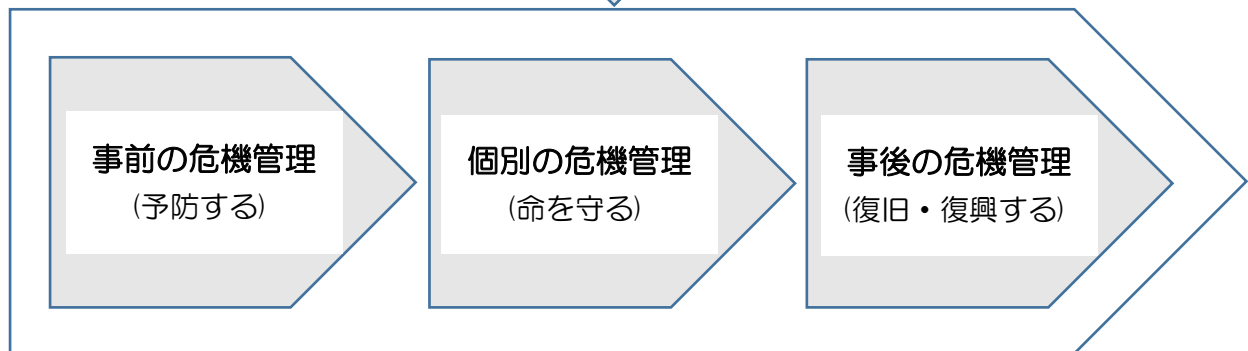 事前の危機管理
(予防する)
個別の危機管理
(命を守る)
事後の危機管理
(復旧・復興する)